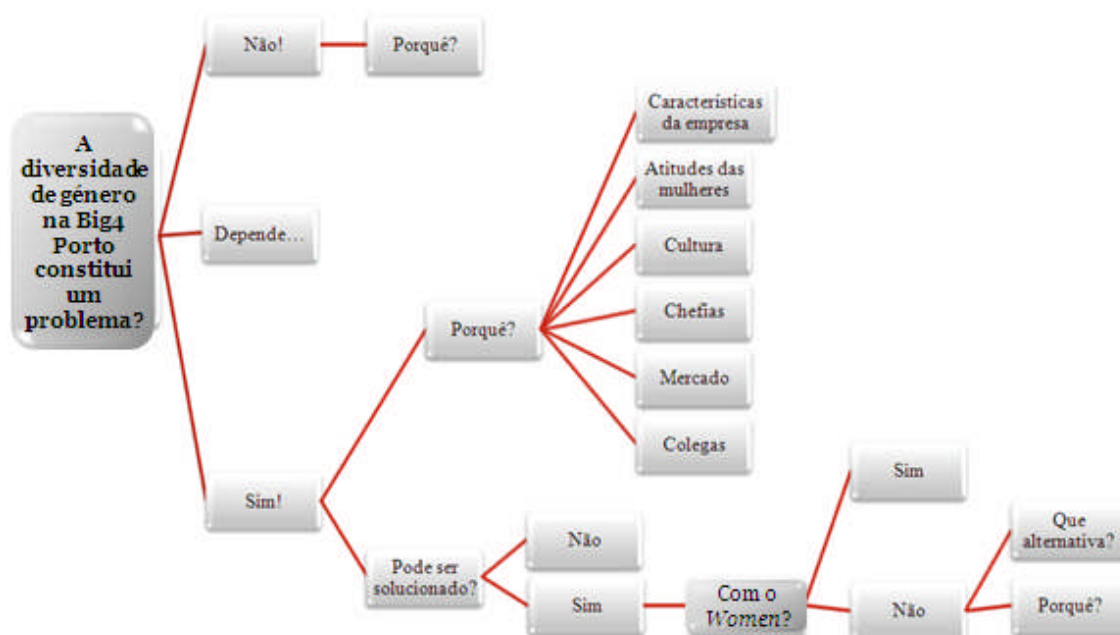 A
diversidade
de género
na Big4
Porto
constitui
um
problema?
Não!
Porquê?
Depende...
Sim!
Porquê?
Características
da empresa
Atitudes das
mulheres
Cultura
Chefias
Mercado
Colegas
Pode ser
solucionado?
Não
Sim
Com o
Women?
Sim
Não
Que
alternativa?
Porquê?